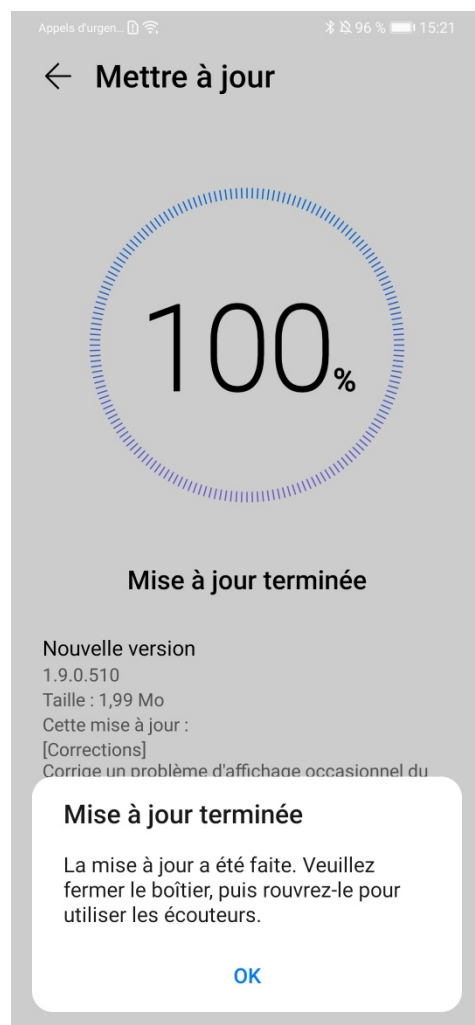 Appels d'urgen... 96 % 15:21
Mettre à jour
100%
Mise à jour terminée
Nouvelle version
1.9.0.510
Taille : 1,99 Mo
Cette mise à jour :
[Corrections]
Corrige un problème d'affichage occasionnel du
Mise à jour terminée
La mise à jour a été faite. Veuillez
fermer le boîtier, puis rouvrez-le pour
utiliser les écouteurs.
OK